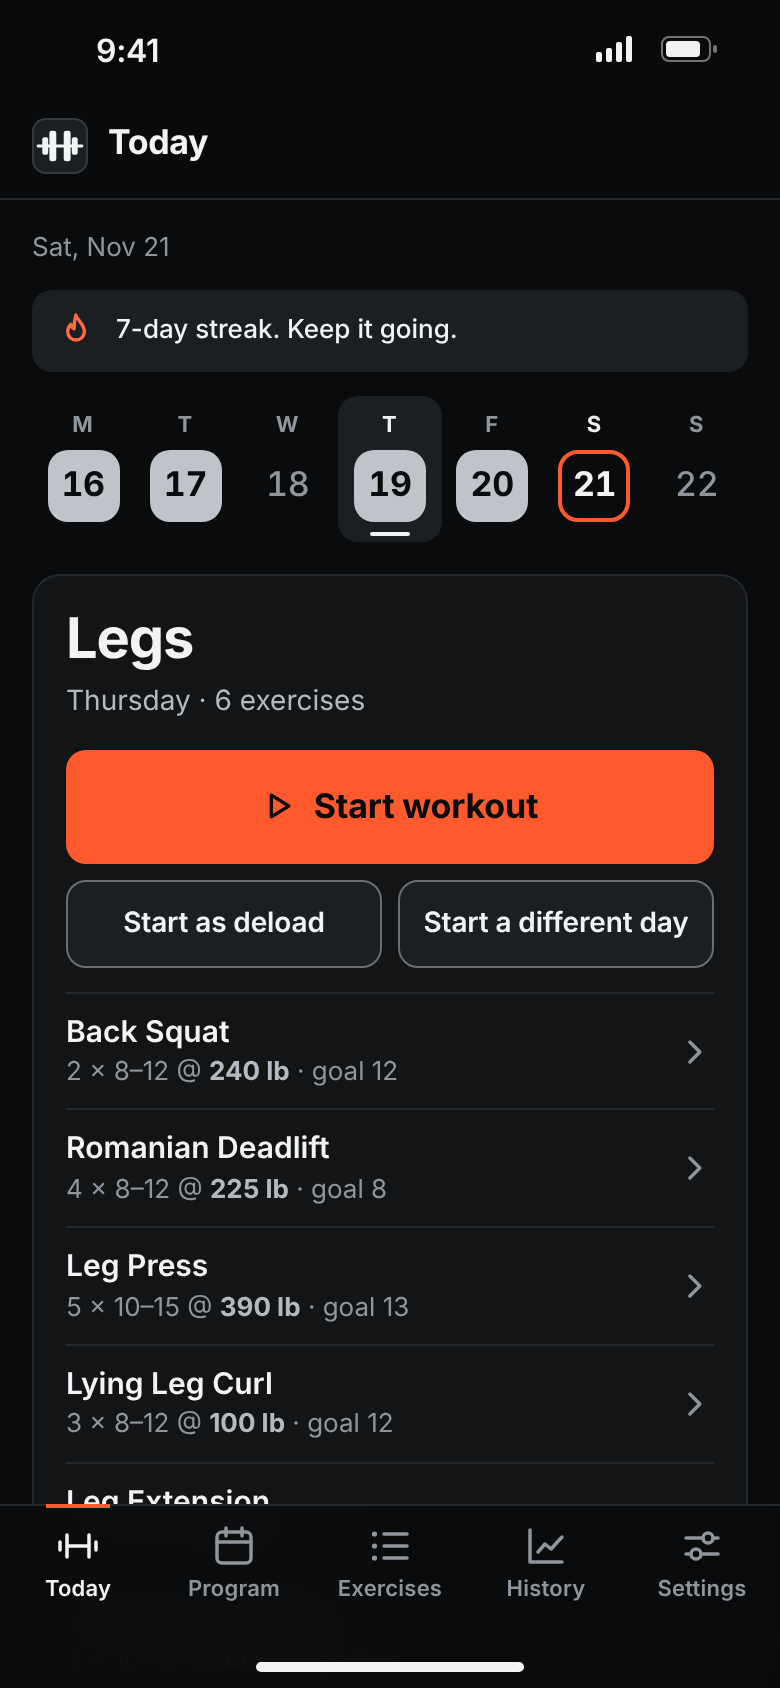 9:41
Today
Sat, Nov 21
7-day streak. Keep it going.
M T W T F S S
16 17 18 19 20 21 22
Legs
Thursday · 6 exercises
Start workout
Start as deload
Start a different day
Back Squat
2 × 8–12 @ 240 lb · goal 12
Romanian Deadlift
4 × 8–12 @ 225 lb · goal 8
Leg Press
5 × 10–15 @ 390 lb · goal 13
Lying Leg Curl
3 × 8–12 @ 100 lb · goal 12
Leg Extension
Today Program Exercises History Settings